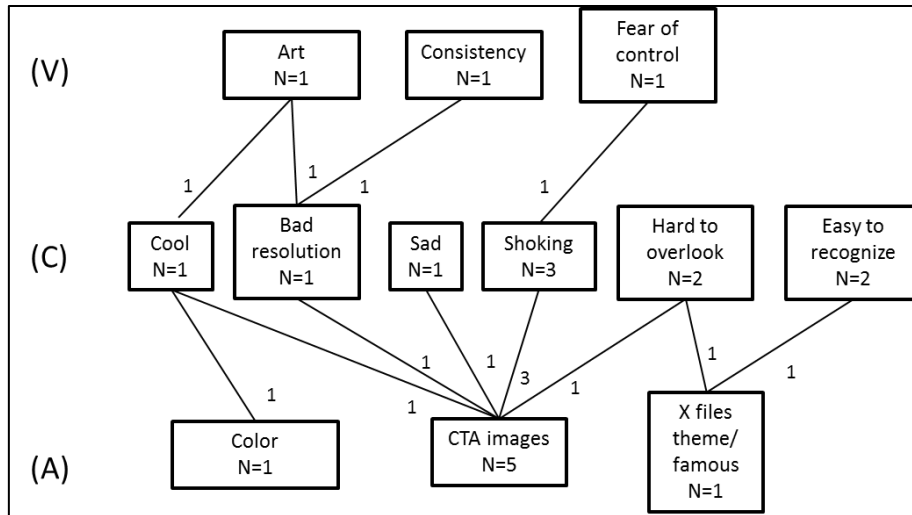 (V)
Art
N=1
Consistency
N=1
Fear of
control
N=1
1
1
1
1
(C)
Cool
N=1
Bad
resolution
N=1
Sad
N=1
Shoking
N=3
Hard to
overlook
N=2
Easy to
recognize
N=2
1
1
1
1
3
1
1
1
(A)
Color
N=1
CTA images
N=5
X files
theme/
famous
N=1